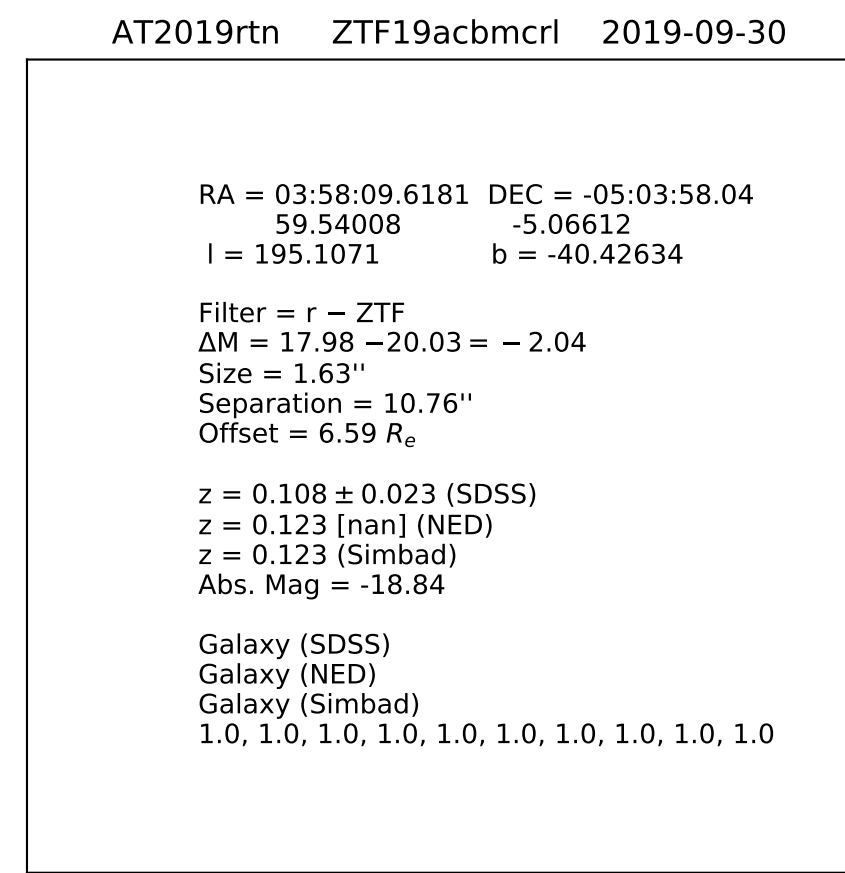 AT2019rtn ZTF19acbmcrl 2019-09-30
RA = 03:58:09.6181 DEC = -05:03:58.04
59.54008 -5.06612
l = 195.1071 b = -40.42634
Filter = r − ZTF
ΔM = 17.98 −20.03 = − 2.04
Size = 1.63''
Separation = 10.76''
Offset = 6.59 Rₑ
z = 0.108 ± 0.023 (SDSS)
z = 0.123 [nan] (NED)
z = 0.123 (Simbad)
Abs. Mag = -18.84
Galaxy (SDSS)
Galaxy (NED)
Galaxy (Simbad)
1.0, 1.0, 1.0, 1.0, 1.0, 1.0, 1.0, 1.0, 1.0, 1.0